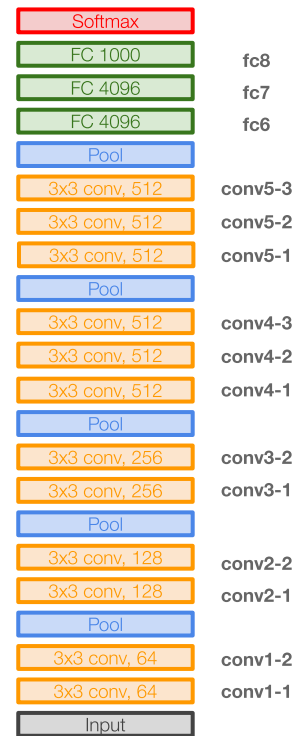 Softmax
FC 1000 fc8
FC 4096 fc7
FC 4096 fc6
Pool
3x3 conv, 512 conv5-3
3x3 conv, 512 conv5-2
3x3 conv, 512 conv5-1
Pool
3x3 conv, 512 conv4-3
3x3 conv, 512 conv4-2
3x3 conv, 512 conv4-1
Pool
3x3 conv, 256 conv3-2
3x3 conv, 256 conv3-1
Pool
3x3 conv, 128 conv2-2
3x3 conv, 128 conv2-1
Pool
3x3 conv, 64 conv1-2
3x3 conv, 64 conv1-1
Input